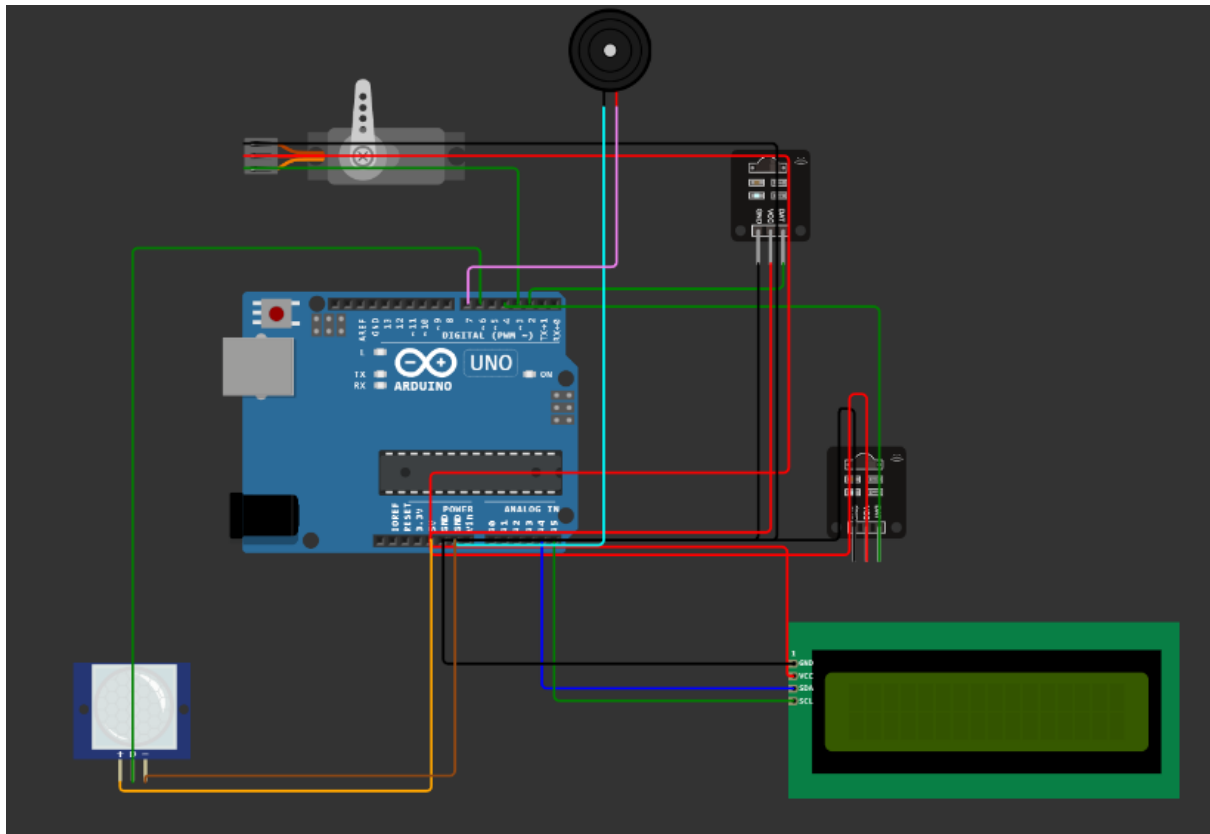 GND
VCC
DAT
AREF
GND
13
12
~11
~10
~9
8
7
~6
~5
4
~3
2
TX→1
RX←0
DIGITAL (PWM ~)
L
TX
RX
UNO
ON
ARDUINO
IOREF
RESET
3.3V
5V
GND
GND
Vin
POWER
ANALOG IN
A0
A1
A2
A3
A4
A5
1
GND
VCC
SDA
SCL
+ D -